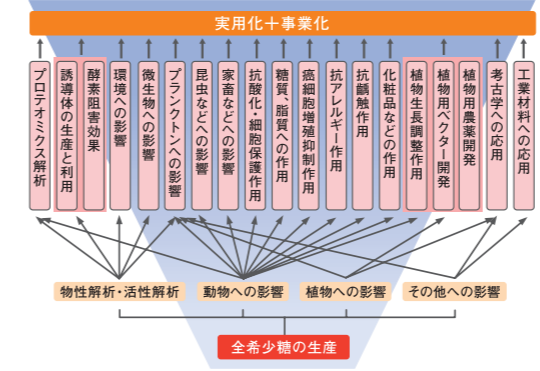 実用化＋事業化
プロテオミクス解析
誘導体の生産と利用
酵素阻害効果
環境への影響
微生物への影響
プランクトンへの影響
昆虫などへの影響
家畜などへの影響
抗酸化・細胞保護作用
糖質、脂質への作用
癌細胞増殖抑制作用
抗アレルギー作用
抗齲触作用
化粧品などの作用
植物生長調整作用
植物用ベクター開発
植物用農薬開発
考古学への応用
工業材料への応用
物性解析・活性解析
動物への影響
植物への影響
その他への影響
全希少糖の生産